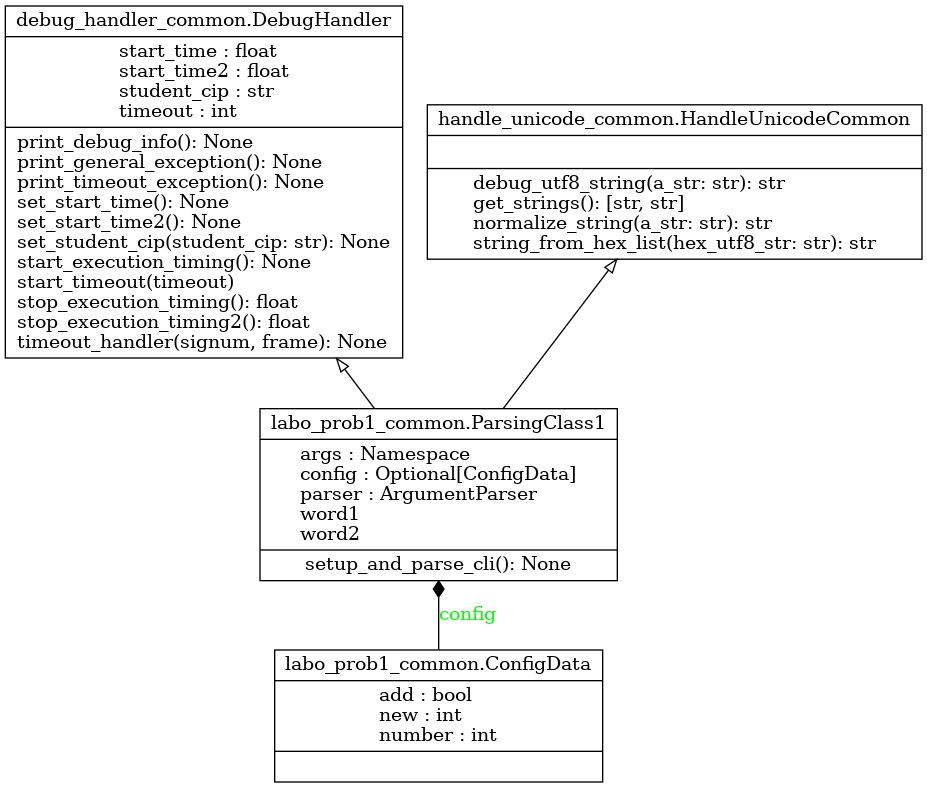 debug_handler_common.DebugHandler
start_time : float
start_time2 : float
student_cip : str
timeout : int
print_debug_info(): None
print_general_exception(): None
print_timeout_exception(): None
set_start_time(): None
set_start_time2(): None
set_student_cip(student_cip: str): None
start_execution_timing(): None
start_timeout(timeout)
stop_execution_timing(): float
stop_execution_timing2(): float
timeout_handler(signum, frame): None
handle_unicode_common.HandleUnicodeCommon
debug_utf8_string(a_str: str): str
get_strings(): [str, str]
normalize_string(a_str: str): str
string_from_hex_list(hex_utf8_str: str): str
labo_prob1_common.ParsingClass1
args : Namespace
config : Optional[ConfigData]
parser : ArgumentParser
word1
word2
setup_and_parse_cli(): None
config
labo_prob1_common.ConfigData
add : bool
new : int
number : int